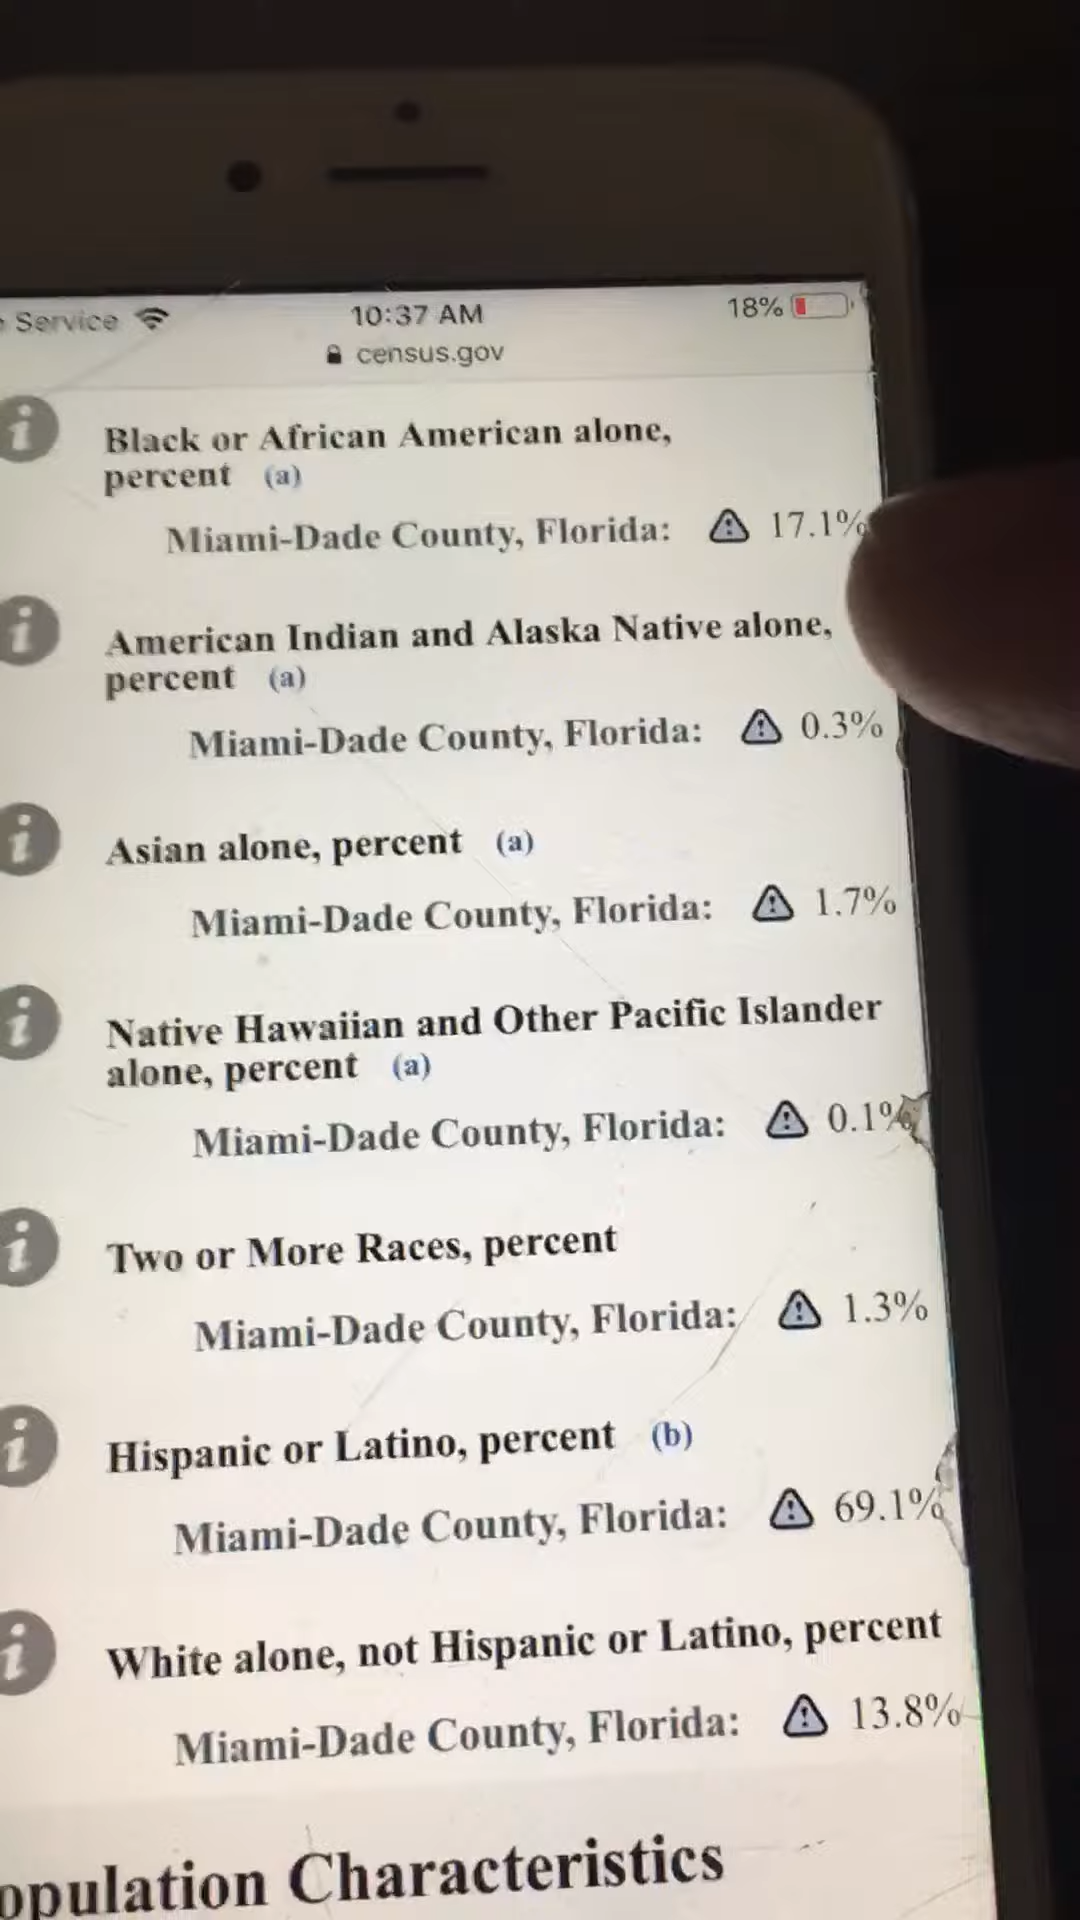 Service 10:37 AM 18%
census.gov
Black or African American alone,
percent (a)
Miami-Dade County, Florida: 17.1%
American Indian and Alaska Native alone,
percent (a)
Miami-Dade County, Florida: 0.3%
Asian alone, percent (a)
Miami-Dade County, Florida: 1.7%
Native Hawaiian and Other Pacific Islander
alone, percent (a)
Miami-Dade County, Florida: 0.1%
Two or More Races, percent
Miami-Dade County, Florida: 1.3%
Hispanic or Latino, percent (b)
Miami-Dade County, Florida: 69.1%
White alone, not Hispanic or Latino, percent
Miami-Dade County, Florida: 13.8%
opulation Characteristics